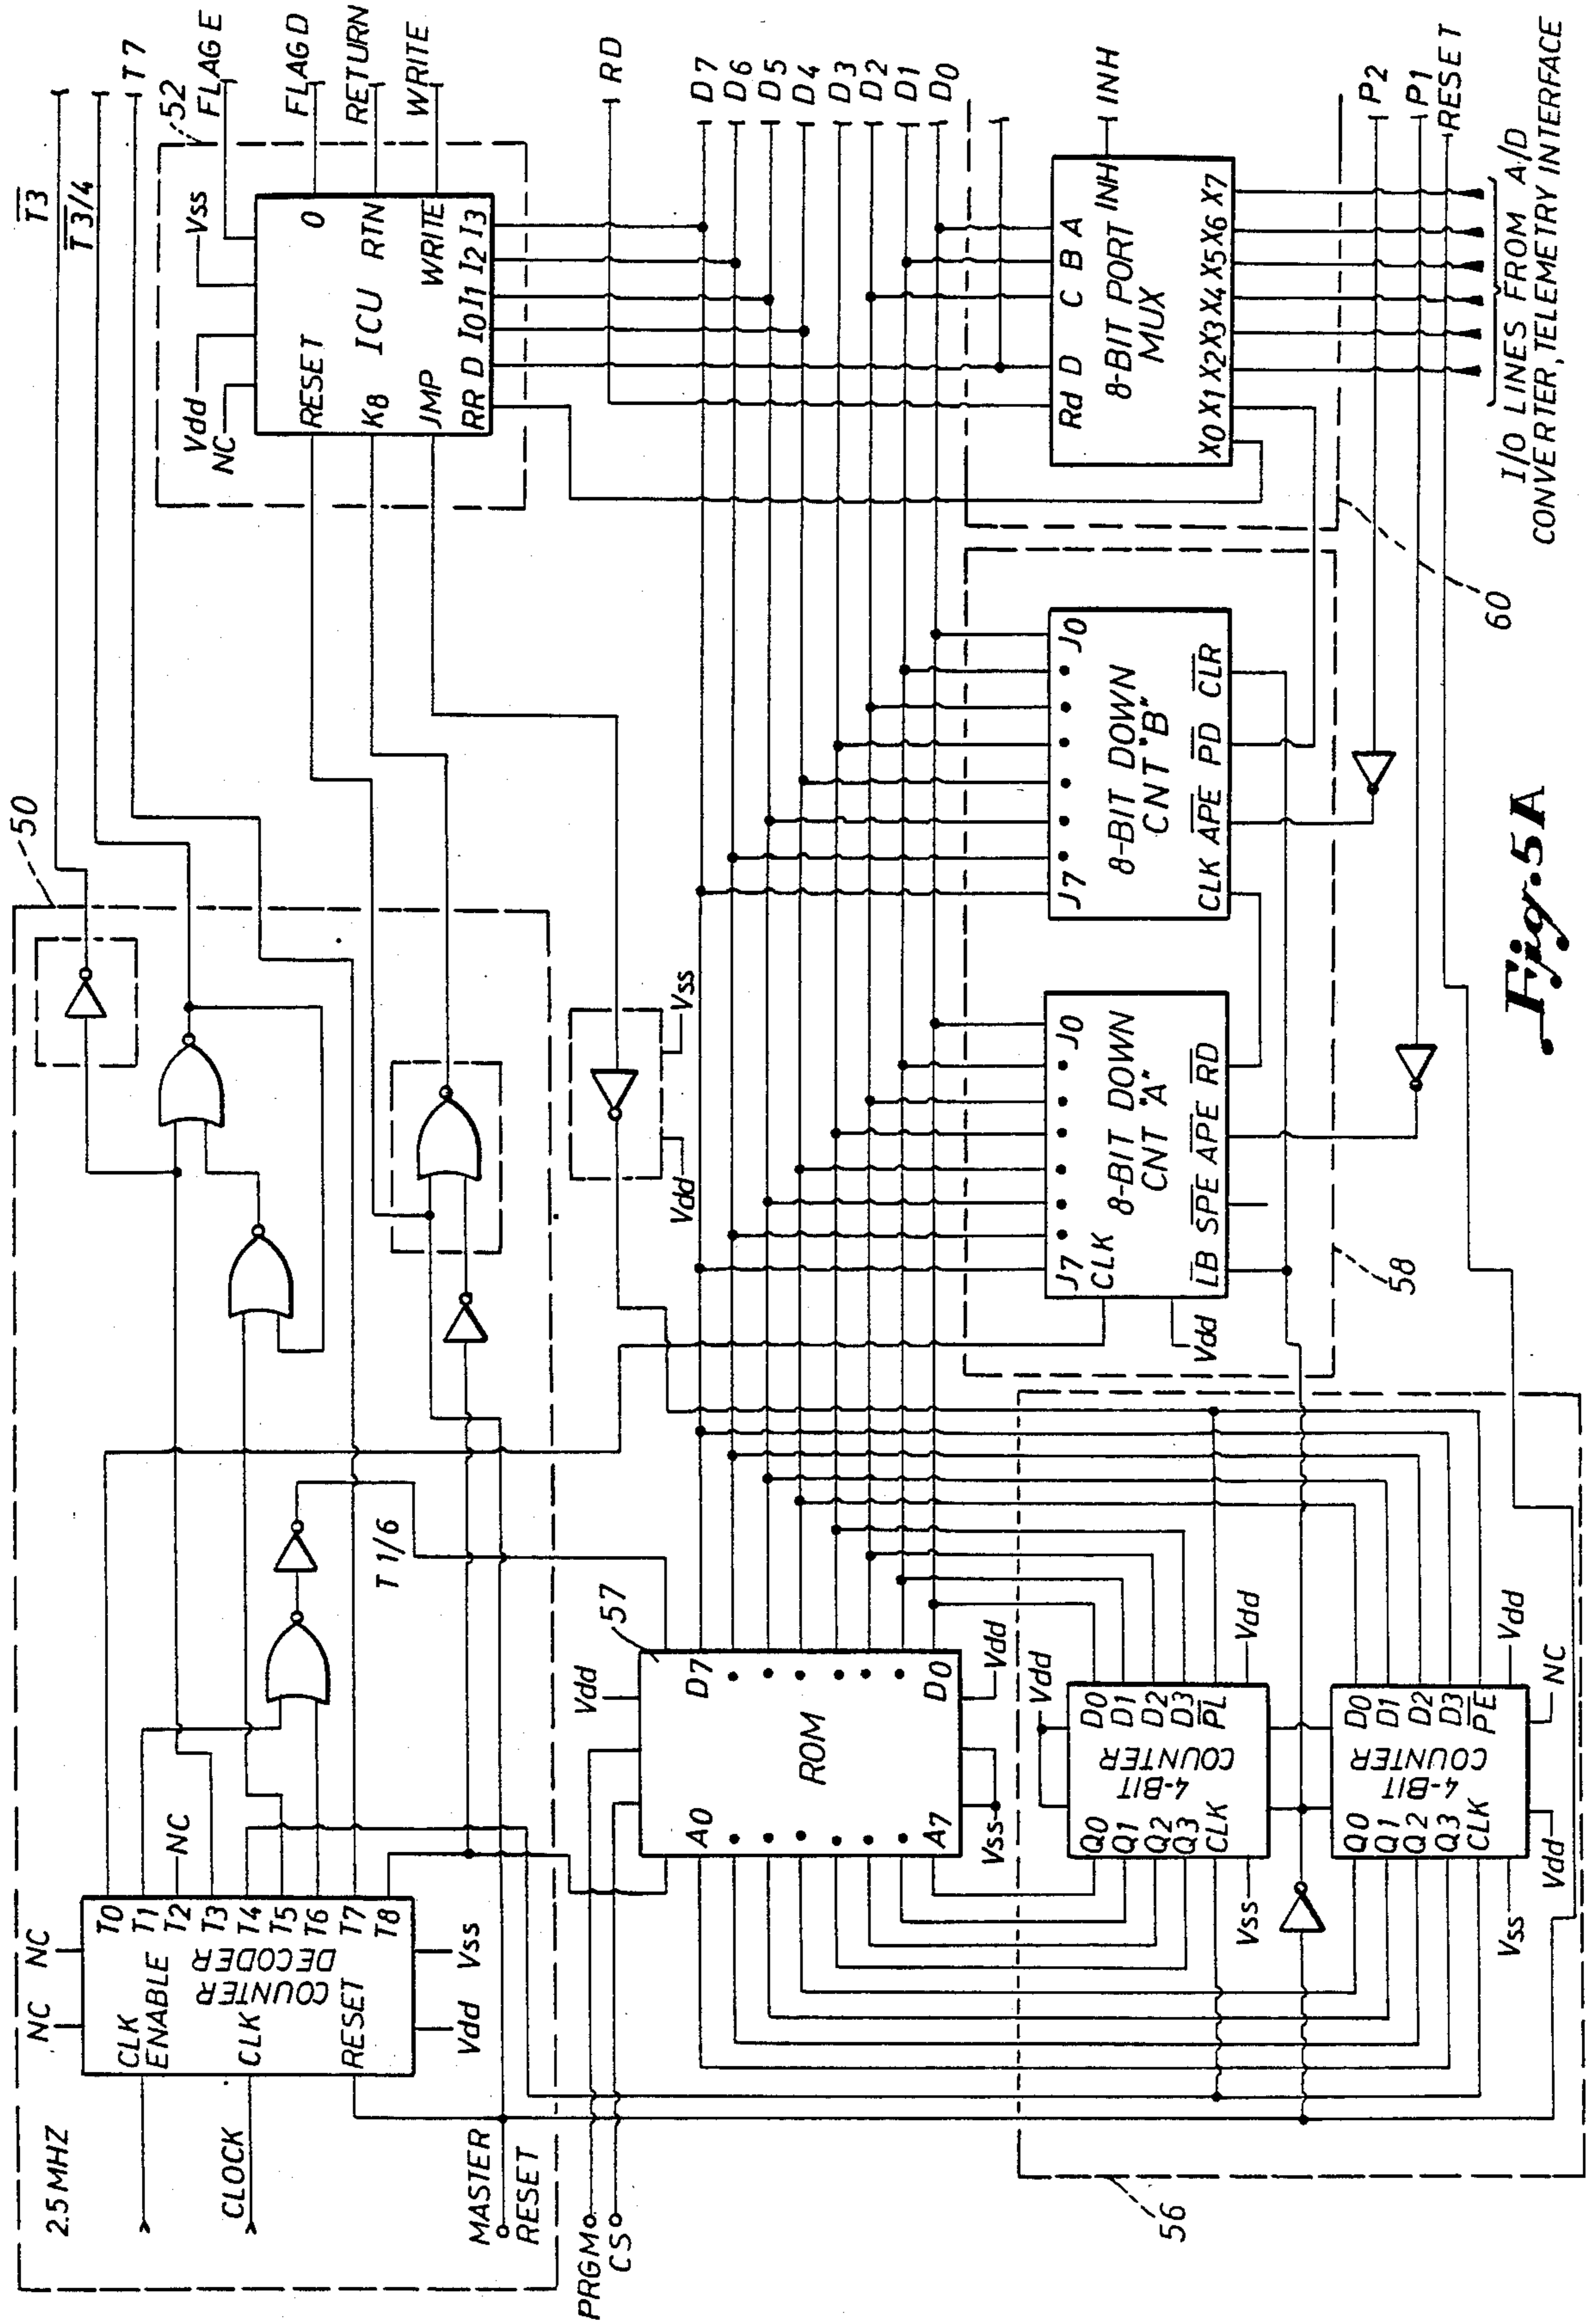 T3
T3/4
T7
50
52
FLAG E
FLAG D
RETURN
WRITE
RD
D7
D6
D5
D4
D3
D2
D1
D0
INH
P2
P1
RESET
I/O LINES FROM A/D
CONVERTER, TELEMETRY INTERFACE
Vss
Vdd
NC
RESET
O
K8
ICU
RTN
JMP
WRITE
RR D I0 I1 I2 I3
2.5 MHZ
CLOCK
NC
NC
CLK
ENABLE
CLK
RESET
COUNTER
DECODER
T0
T1
T2
T3
T4
T5
T6
T7
T8
NC
Vdd
Vss
T 1/6
MASTER
RESET
PRGM
CS
Vdd
Vss
57
Vdd
A0
D7
ROM
A7
D0
Vss
Vdd
Vdd
Q0
Q1
Q2
Q3
CLK
4-BIT
COUNTER
D0
D1
D2
D3
PL
Vss
Vdd
Q0
Q1
Q2
Q3
CLK
4-BIT
COUNTER
D0
D1
D2
D3
PE
Vss
Vdd
NC
Vdd
56
J7
J0
CLK
8-BIT DOWN
CNT "A"
LB SPE APE RD
Vdd
58
J7
J0
8-BIT DOWN
CNT "B"
CLK APE PD CLR
Rd D C B A
8-BIT PORT
MUX
INH
X0 X1 X2 X3 X4 X5 X6 X7
60
Fig. 5A